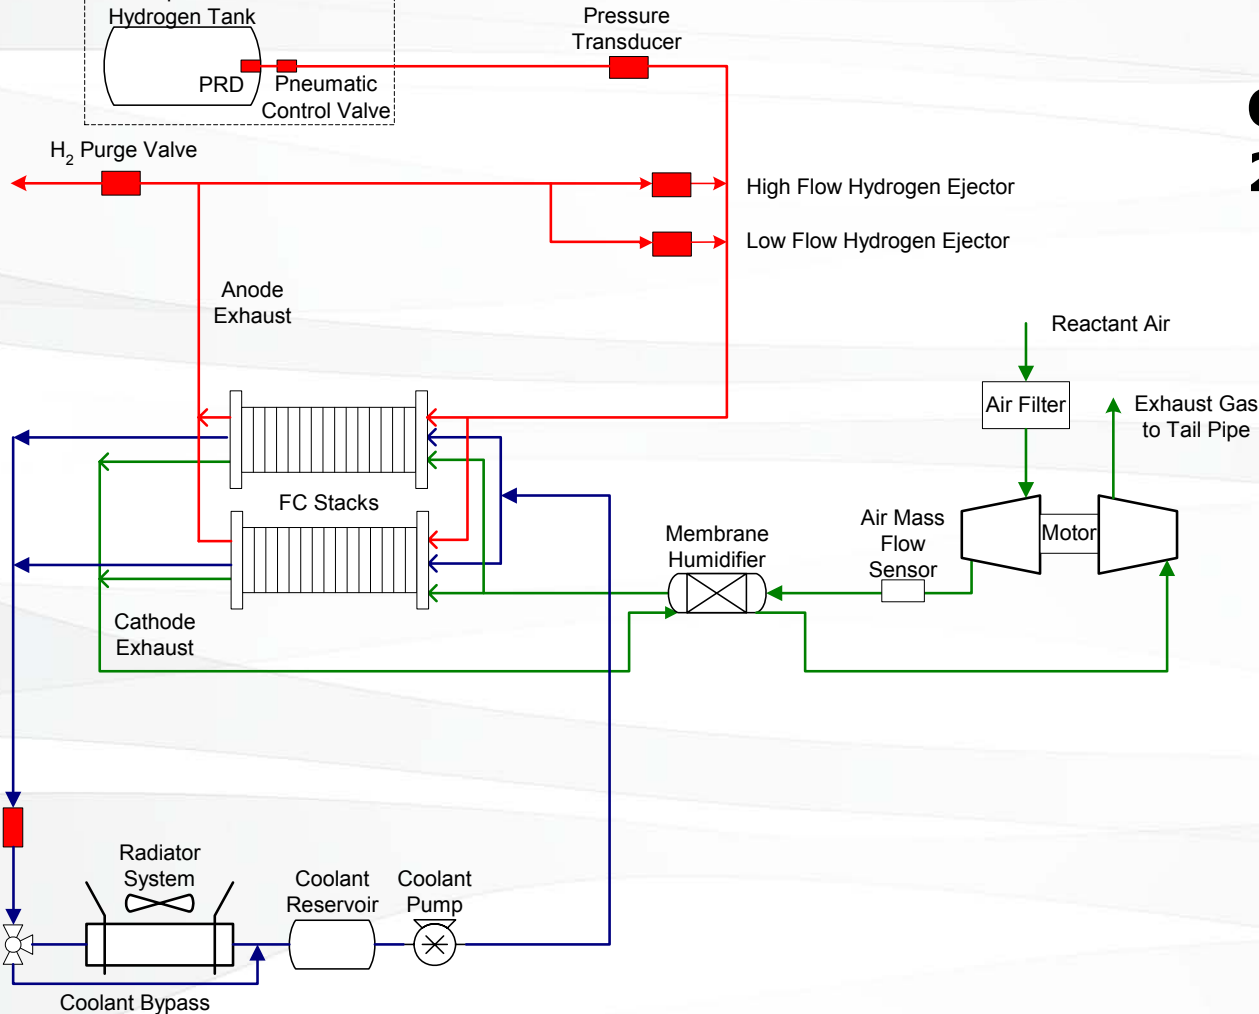 Hydrogen Tank
PRD
Pneumatic
Control Valve
Pressure
Transducer
H2 Purge Valve
High Flow Hydrogen Ejector
Low Flow Hydrogen Ejector
Anode
Exhaust
Reactant Air
Air Filter
Exhaust Gas
to Tail Pipe
FC Stacks
Membrane
Humidifier
Air Mass
Flow
Sensor
Motor
Cathode
Exhaust
Radiator
System
Coolant
Reservoir
Coolant
Pump
Coolant Bypass